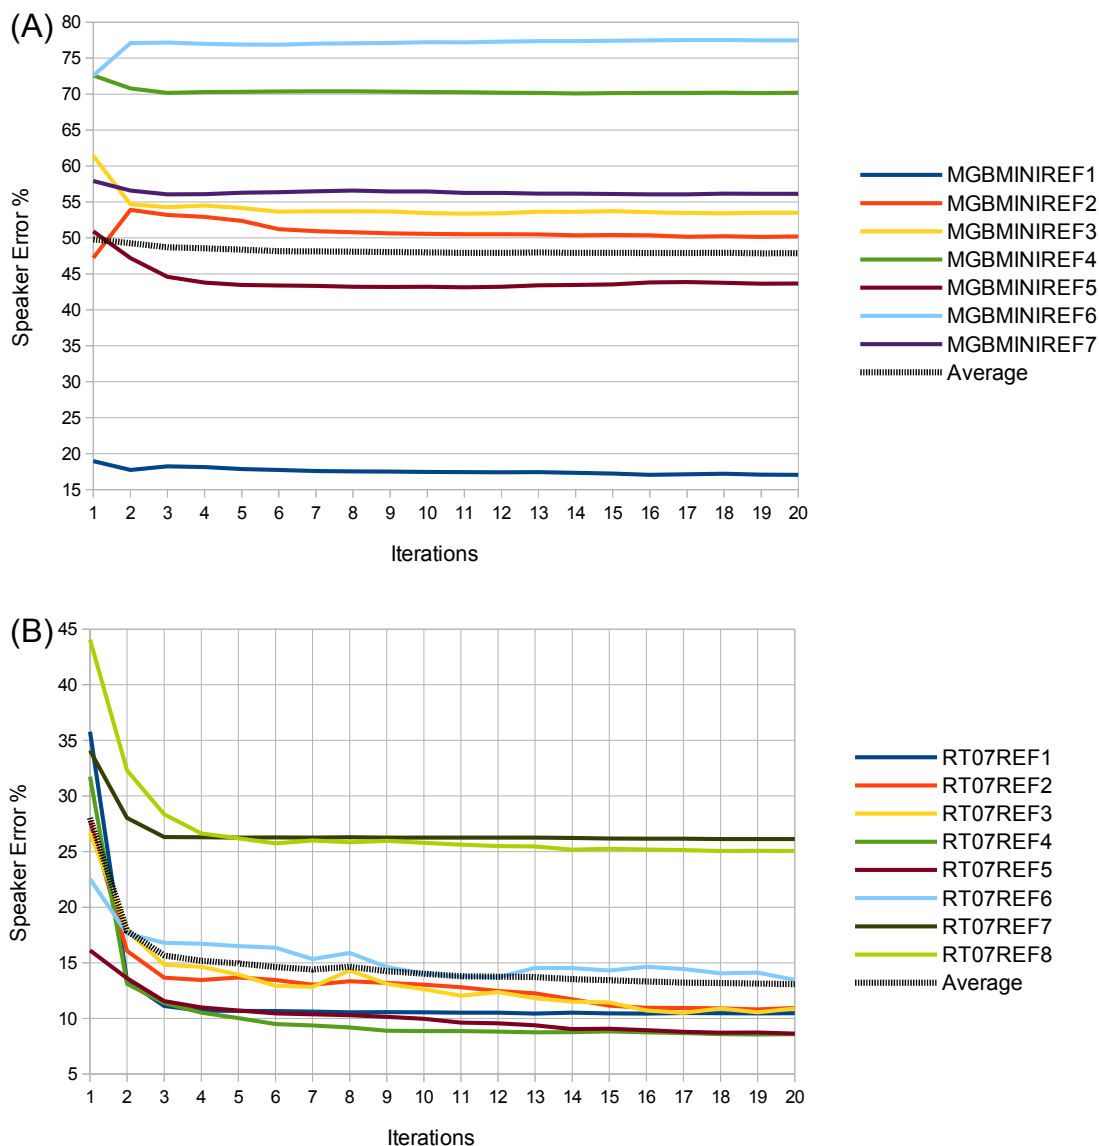 (A)
80
75
70
65
60
55
50
45
40
35
30
25
20
15
Speaker Error %
1 2 3 4 5 6 7 8 9 10 11 12 13 14 15 16 17 18 19 20
Iterations
MGBMINIREF1
MGBMINIREF2
MGBMINIREF3
MGBMINIREF4
MGBMINIREF5
MGBMINIREF6
MGBMINIREF7
Average
(B)
45
40
35
30
25
20
15
10
5
Speaker Error %
1 2 3 4 5 6 7 8 9 10 11 12 13 14 15 16 17 18 19 20
Iterations
RT07REF1
RT07REF2
RT07REF3
RT07REF4
RT07REF5
RT07REF6
RT07REF7
RT07REF8
Average